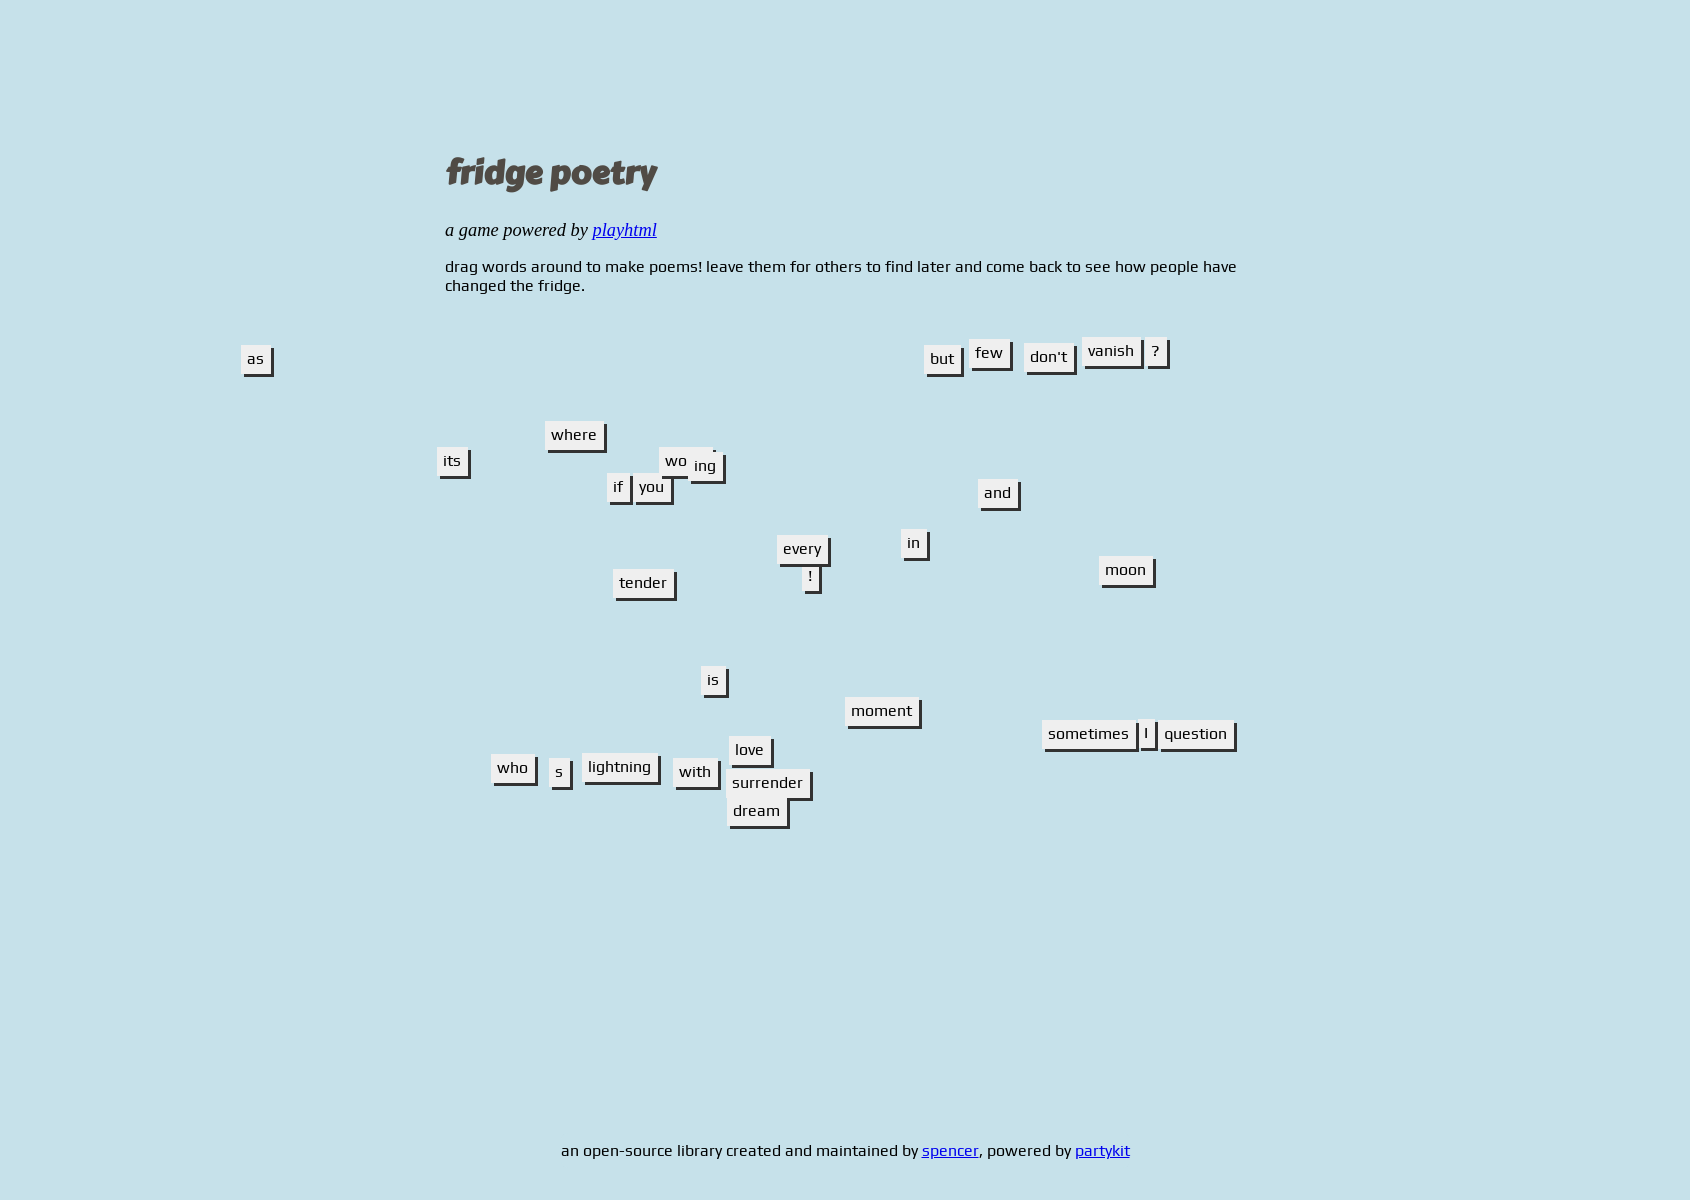 fridge poetry
a game powered by playhtml
drag words around to make poems! leave them for others to find later and come back to see how people have
changed the fridge.
as
but few don't vanish ?
where
its
wo ing
if you
and
in
every
!
moon
tender
is
moment
sometimes I question
love
who s lightning with
surrender
dream
an open-source library created and maintained by spencer, powered by partykit